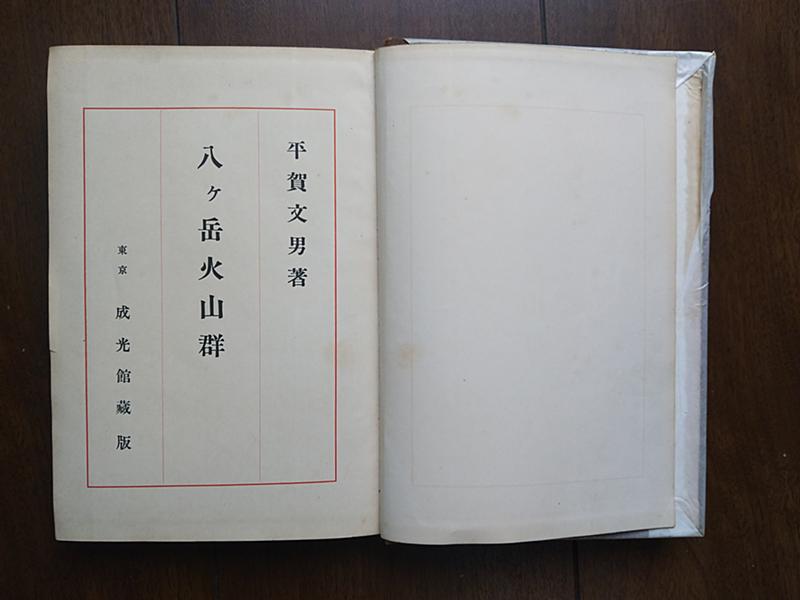 平賀文男著
八ヶ岳火山群
東京 成光館藏版